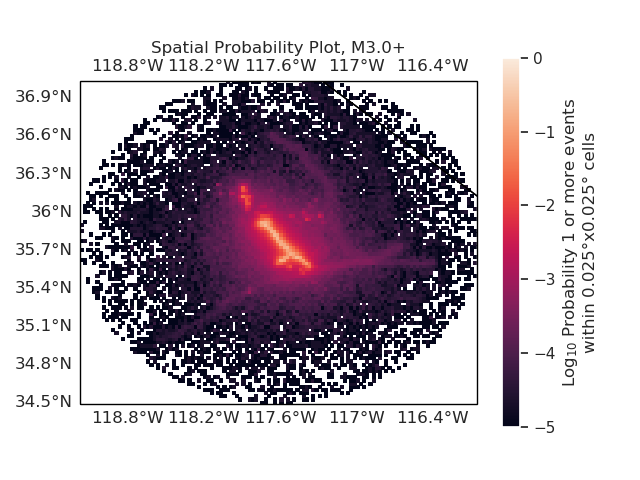 Spatial Probability Plot, M3.0+
118.8°W 118.2°W 117.6°W 117°W 116.4°W
36.9°N
36.6°N
36.3°N
36°N
35.7°N
35.4°N
35.1°N
34.8°N
34.5°N
118.8°W 118.2°W 117.6°W 117°W 116.4°W
0
−1
−2
−3
−4
−5
Log₁₀ Probability 1 or more events
within 0.025°x0.025° cells